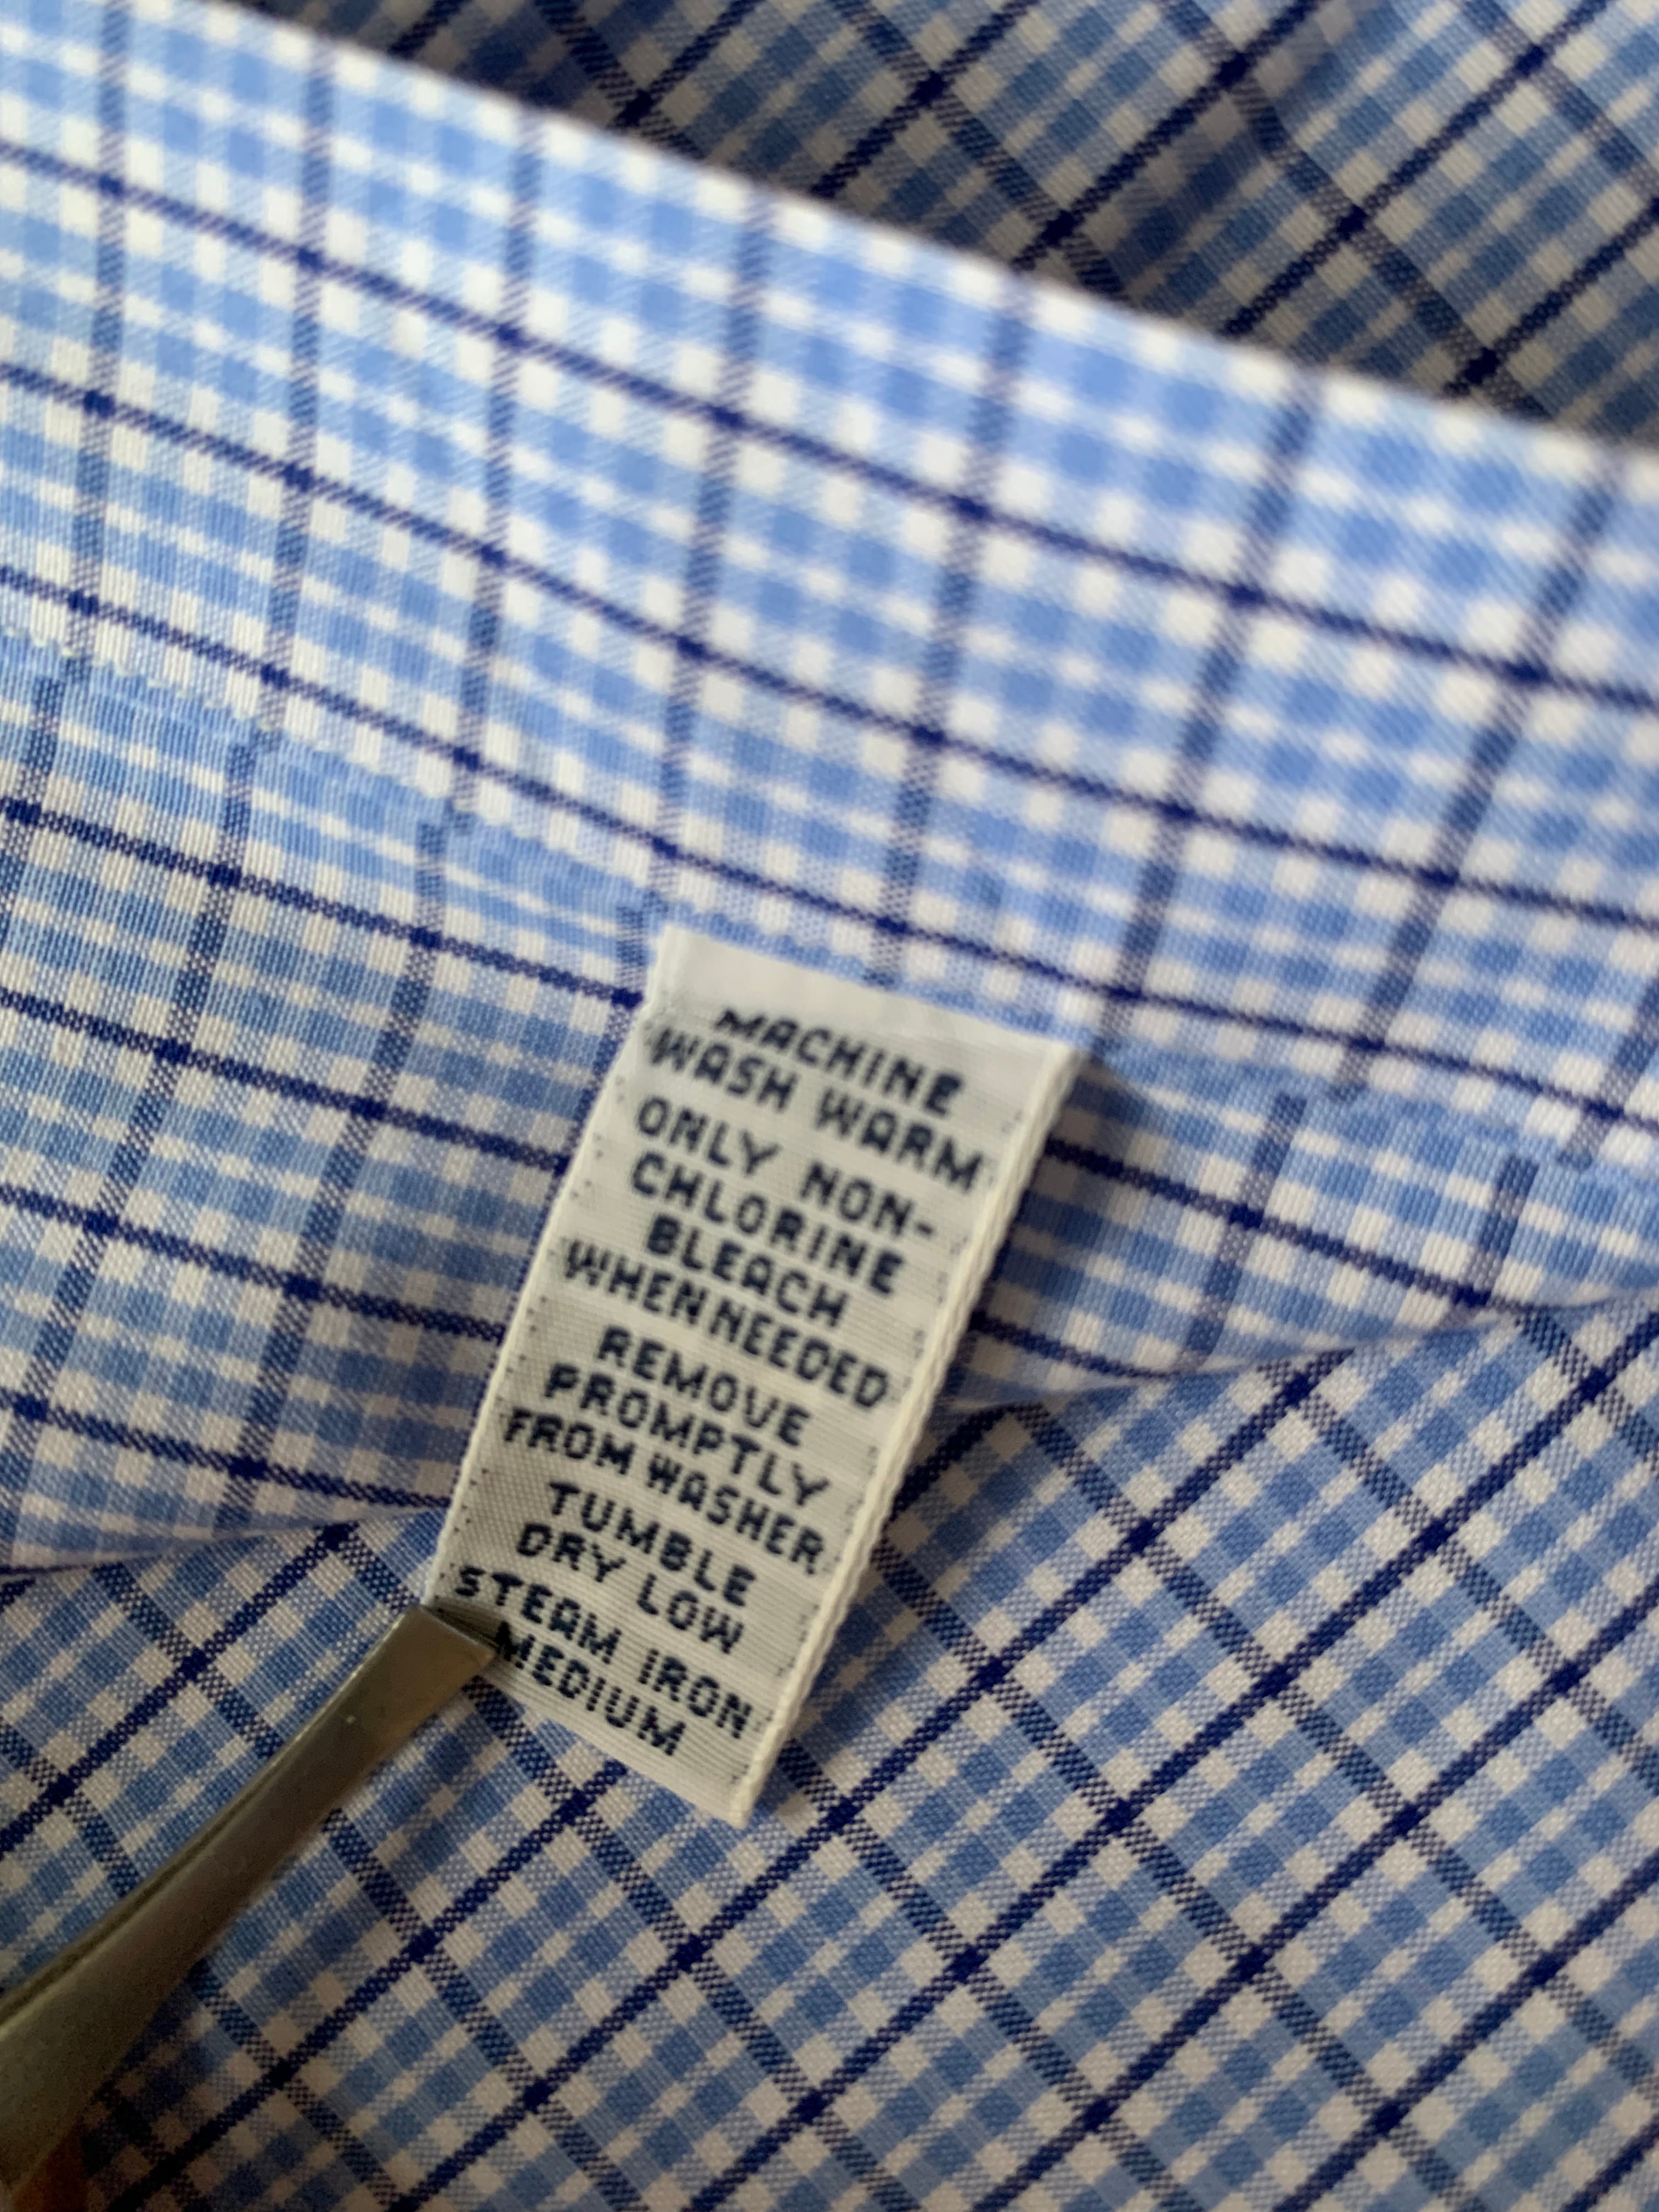 MACHINE
WASH WARM
ONLY NON-
CHLORINE
BLEACH
WHEN NEEDED
REMOVE
PROMPTLY
FROM WASHER
TUMBLE
DRY LOW
STEAM IRON
MEDIUM